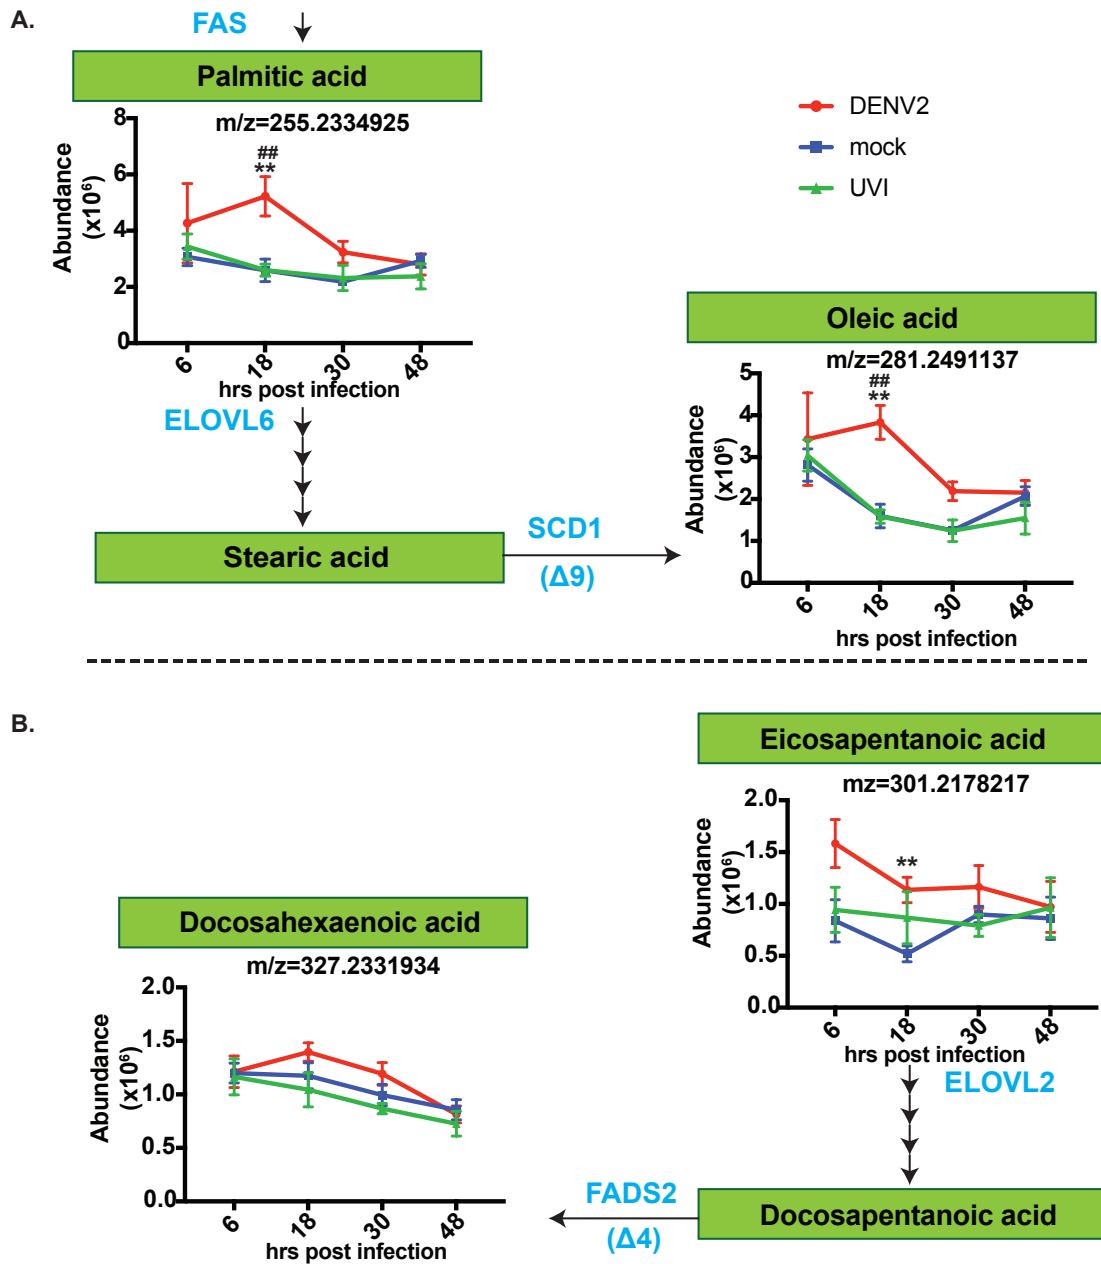 A.
FAS
Palmitic acid
m/z=255.2334925
8
6
4
2
0
Abundance
(x10⁶)
##
**
6
18
30
48
hrs post infection
DENV2
mock
UVI
ELOVL6
Stearic acid
SCD1
(Δ9)
Oleic acid
m/z=281.2491137
5
4
3
2
1
0
Abundance
(x10⁶)
##
**
6
18
30
48
hrs post infection
B.
Eicosapentanoic acid
mz=301.2178217
2.0
1.5
1.0
0.5
0.0
Abundance
(x10⁶)
**
6
18
30
48
hrs post infection
ELOVL2
Docosapentanoic acid
FADS2
(Δ4)
Docosahexaenoic acid
m/z=327.2331934
2.0
1.5
1.0
0.5
0.0
Abundance
(x10⁶)
6
18
30
48
hrs post infection